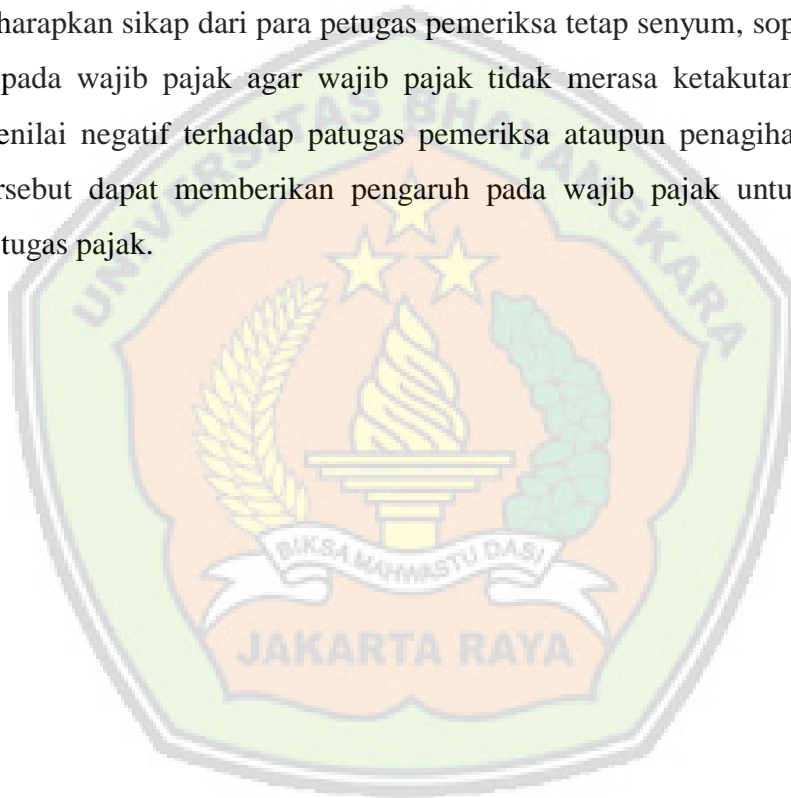 harapkan sikap dari para petugas pemeriksa tetap senyum, sop
pada wajib pajak agar wajib pajak tidak merasa ketakutan
enilai negatif terhadap patugas pemeriksa ataupun penagiha
rsebut dapat memberikan pengaruh pada wajib pajak untu
tugas pajak.
UNIVERSITAS BHAYANGKARA
BIKSA MAHWASTU DASI
JAKARTA RAYA